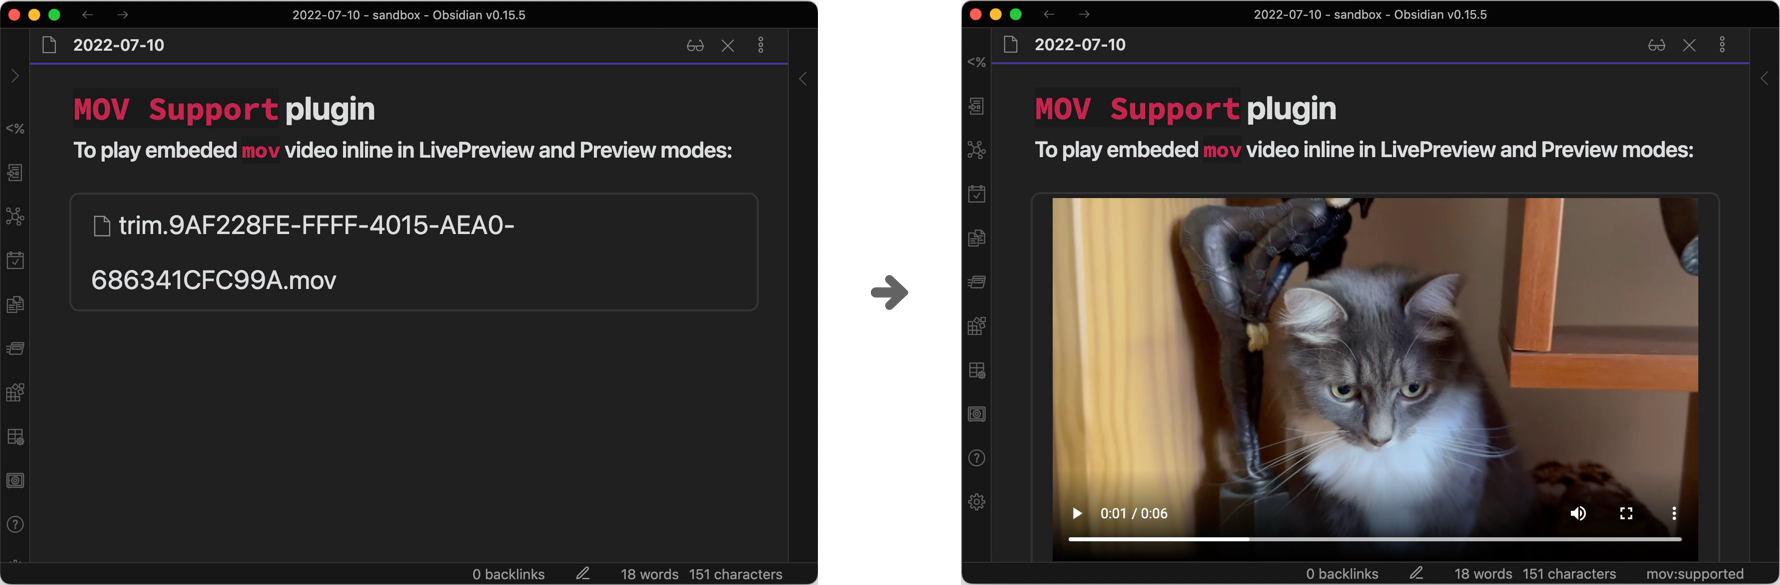 2022-07-10 - sandbox - Obsidian v0.15.5
2022-07-10
MOV Support plugin
To play embeded mov video inline in LivePreview and Preview modes:
trim.9AF228FE-FFFF-4015-AEA0-
686341CFC99A.mov
0 backlinks 18 words 151 characters
2022-07-10 - sandbox - Obsidian v0.15.5
<%
2022-07-10
MOV Support plugin
To play embeded mov video inline in LivePreview and Preview modes:
0:01 / 0:06
0 backlinks 18 words 151 characters mov:supported